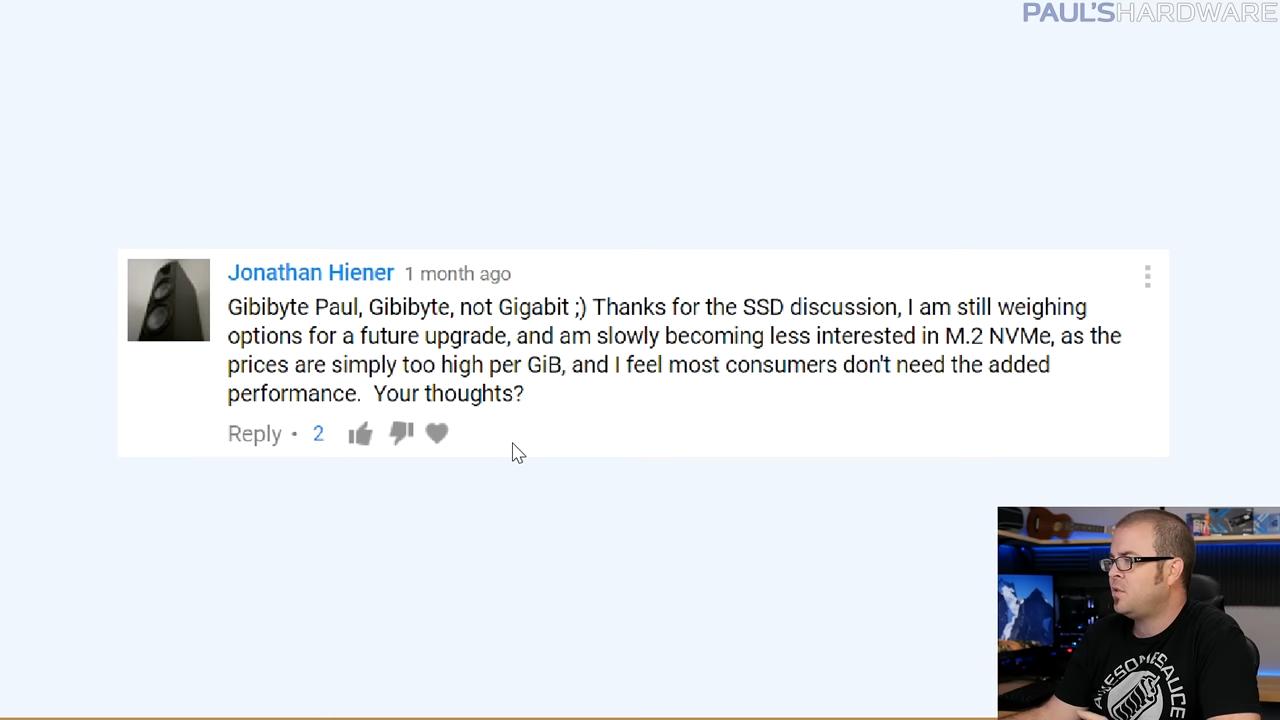 PAUL'SHARDWARE
Jonathan Hiener 1 month ago
Gibibyte Paul, Gibibyte, not Gigabit ;) Thanks for the SSD discussion, I am still weighing
options for a future upgrade, and am slowly becoming less interested in M.2 NVMe, as the
prices are simply too high per GiB, and I feel most consumers don't need the added
performance. Your thoughts?
Reply • 2
AWESOMESAUCE